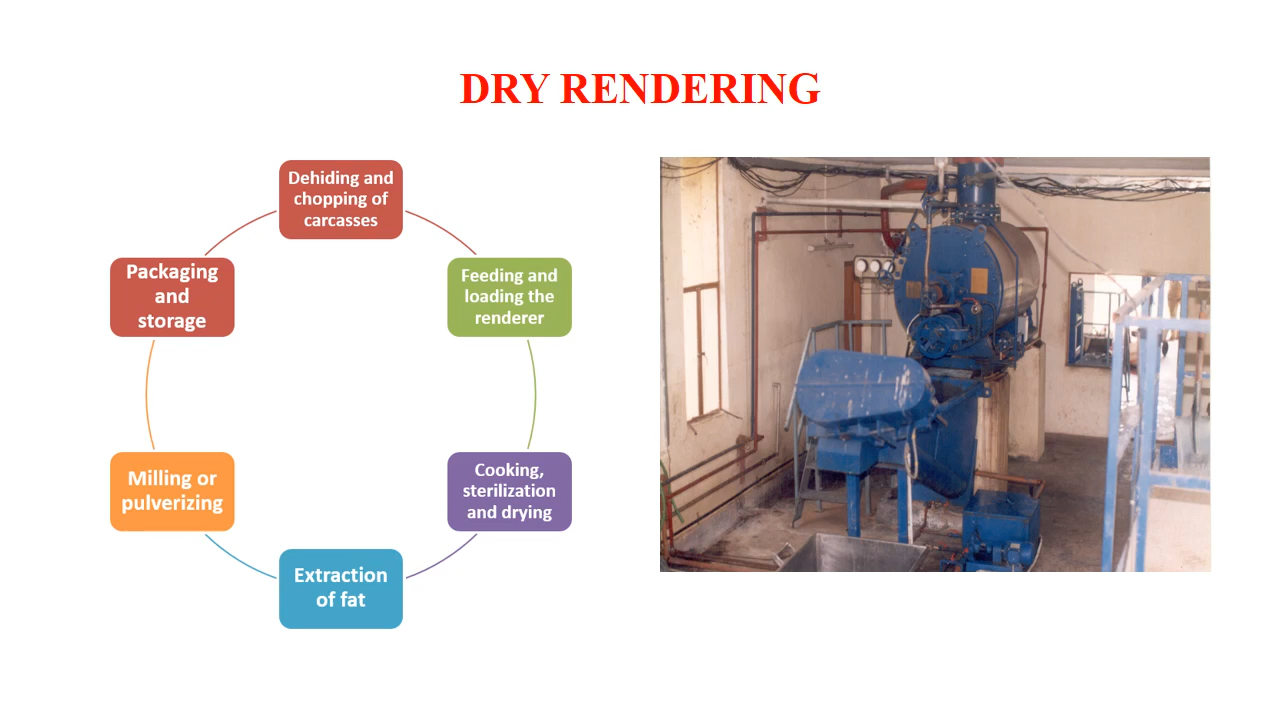 DRY RENDERING
Dehiding and
chopping of
carcasses
Feeding and
loading the
renderer
Cooking,
sterilization
and drying
Extraction
of fat
Milling or
pulverizing
Packaging
and
storage